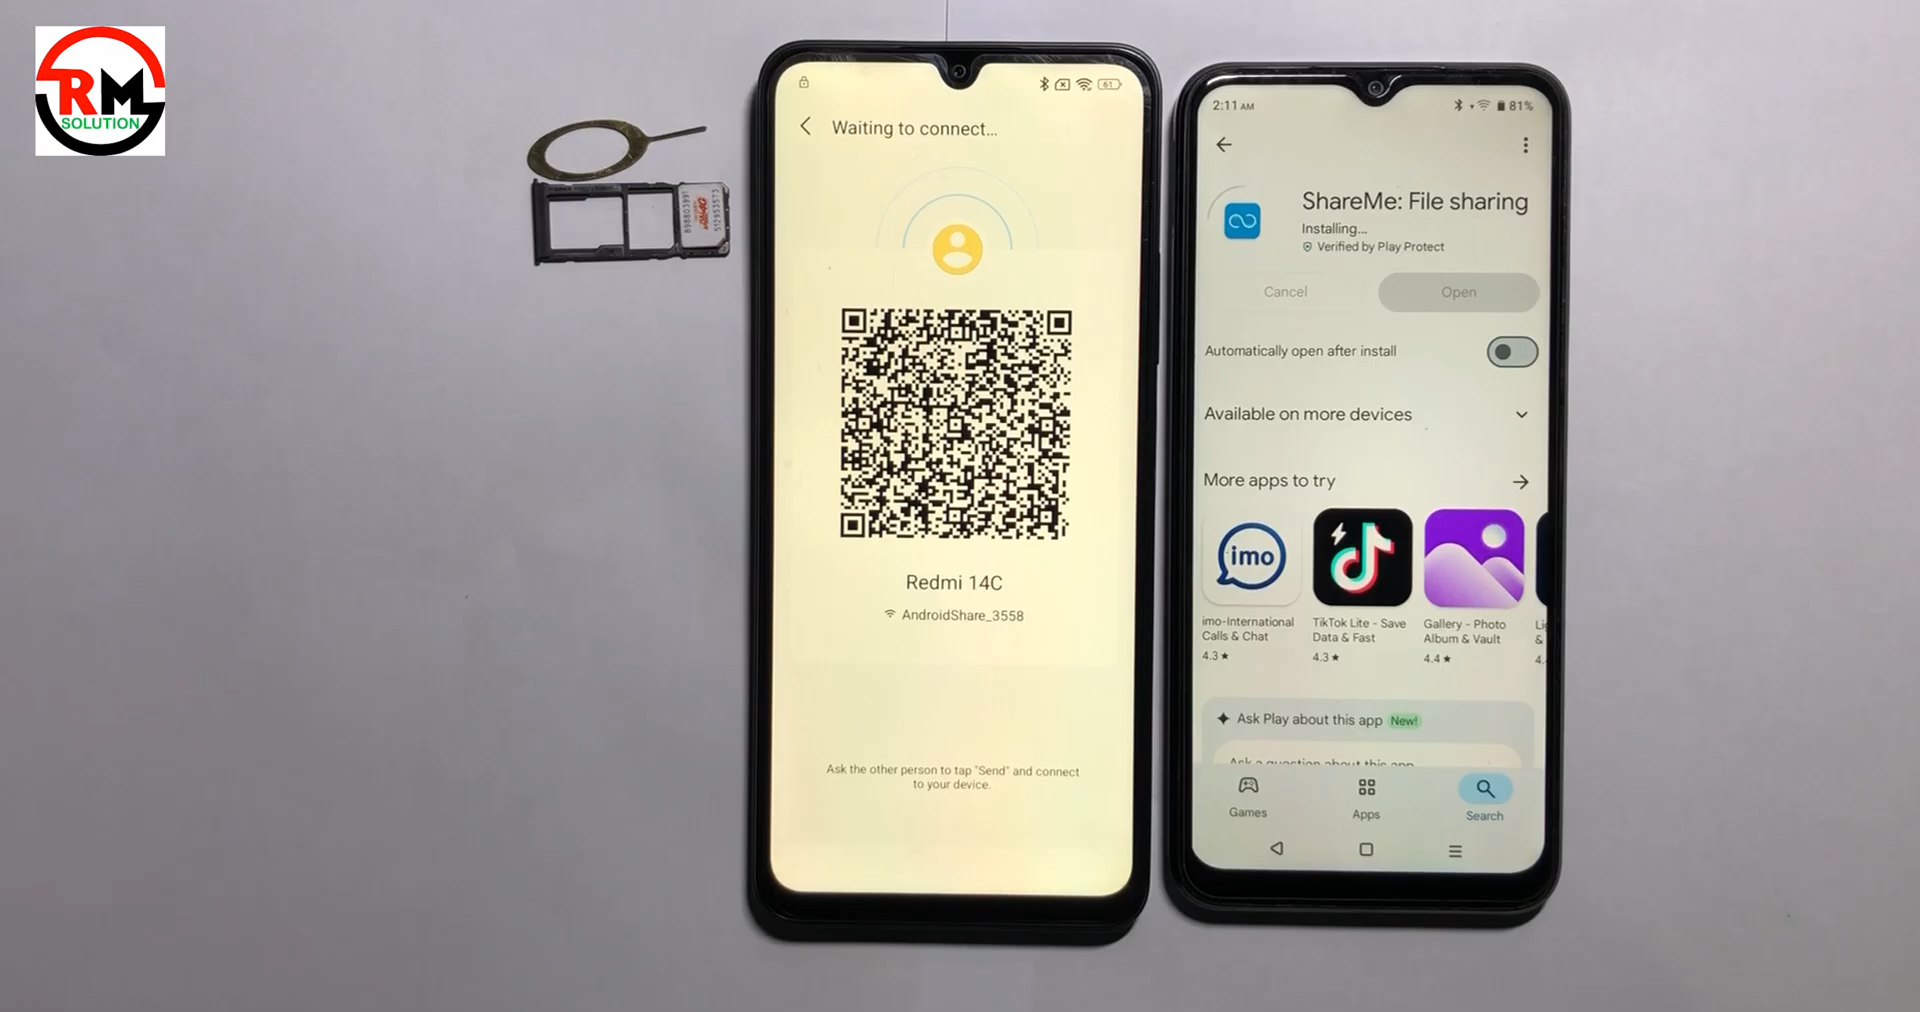 RM
SOLUTION
8988039911
512953573
61
Waiting to connect...
Redmi 14C
AndroidShare_3558
Ask the other person to tap "Send" and connect
to your device.
2:11 AM
81%
ShareMe: File sharing
Installing...
Verified by Play Protect
Cancel
Open
Automatically open after install
Available on more devices
More apps to try
imo
imo-International
Calls & Chat
4.3★
TikTok Lite - Save
Data & Fast
4.3★
Gallery - Photo
Album & Vault
4.4★
&
4.
Ask Play about this app New!
Ask a question about this app
Games
Apps
Search